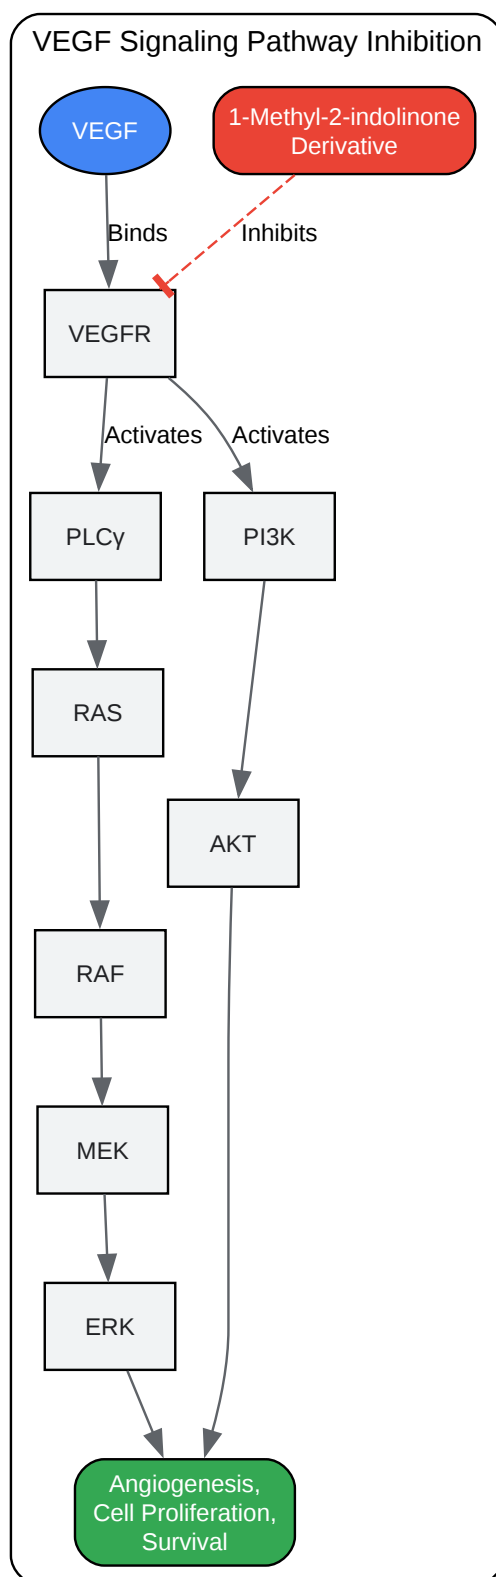 VEGF Signaling Pathway Inhibition
VEGF
1-Methyl-2-indolinone
Derivative
Binds
Inhibits
VEGFR
Activates
Activates
PLCγ
PI3K
RAS
AKT
RAF
MEK
ERK
Angiogenesis,
Cell Proliferation,
Survival